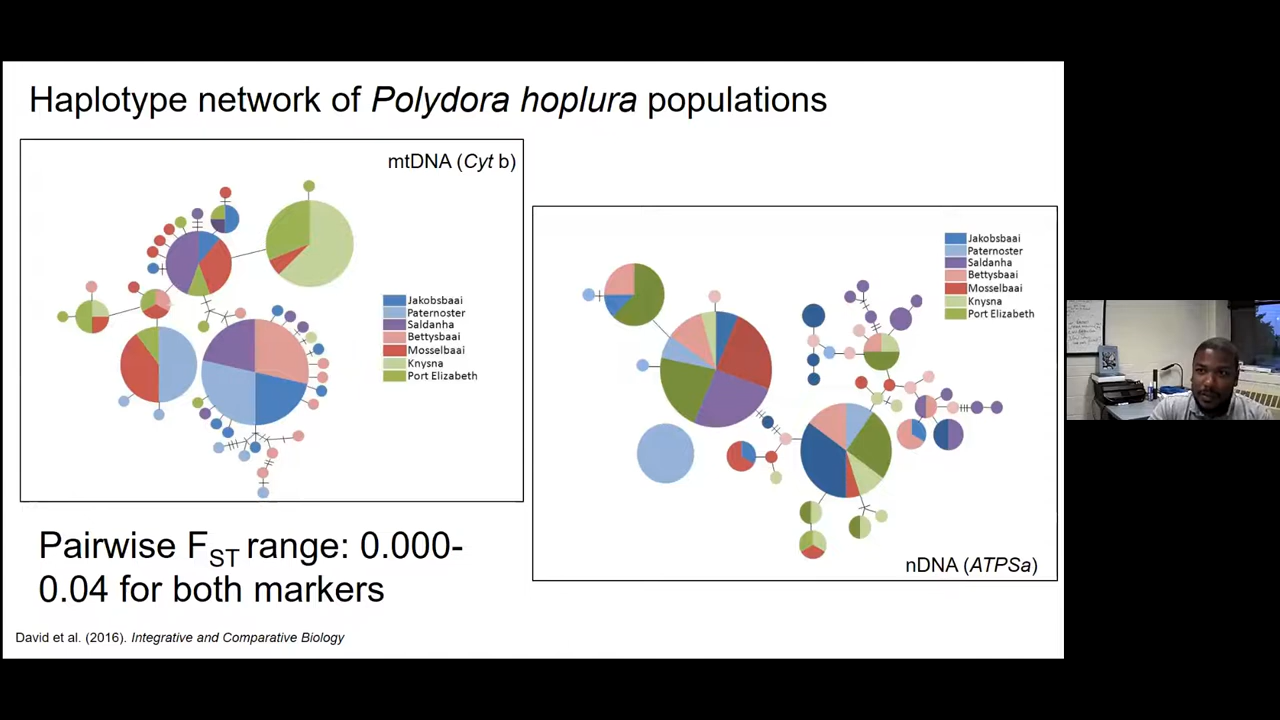 Haplotype network of Polydora hoplura populations
mtDNA (Cyt b)
Jakobsbaai
Paternoster
Saldanha
Bettysbaai
Mosselbaai
Knysna
Port Elizabeth
Jakobsbaai
Paternoster
Saldanha
Bettysbaai
Mosselbaai
Knysna
Port Elizabeth
nDNA (ATPSa)
Pairwise FST range: 0.000-
0.04 for both markers
David et al. (2016). Integrative and Comparative Biology